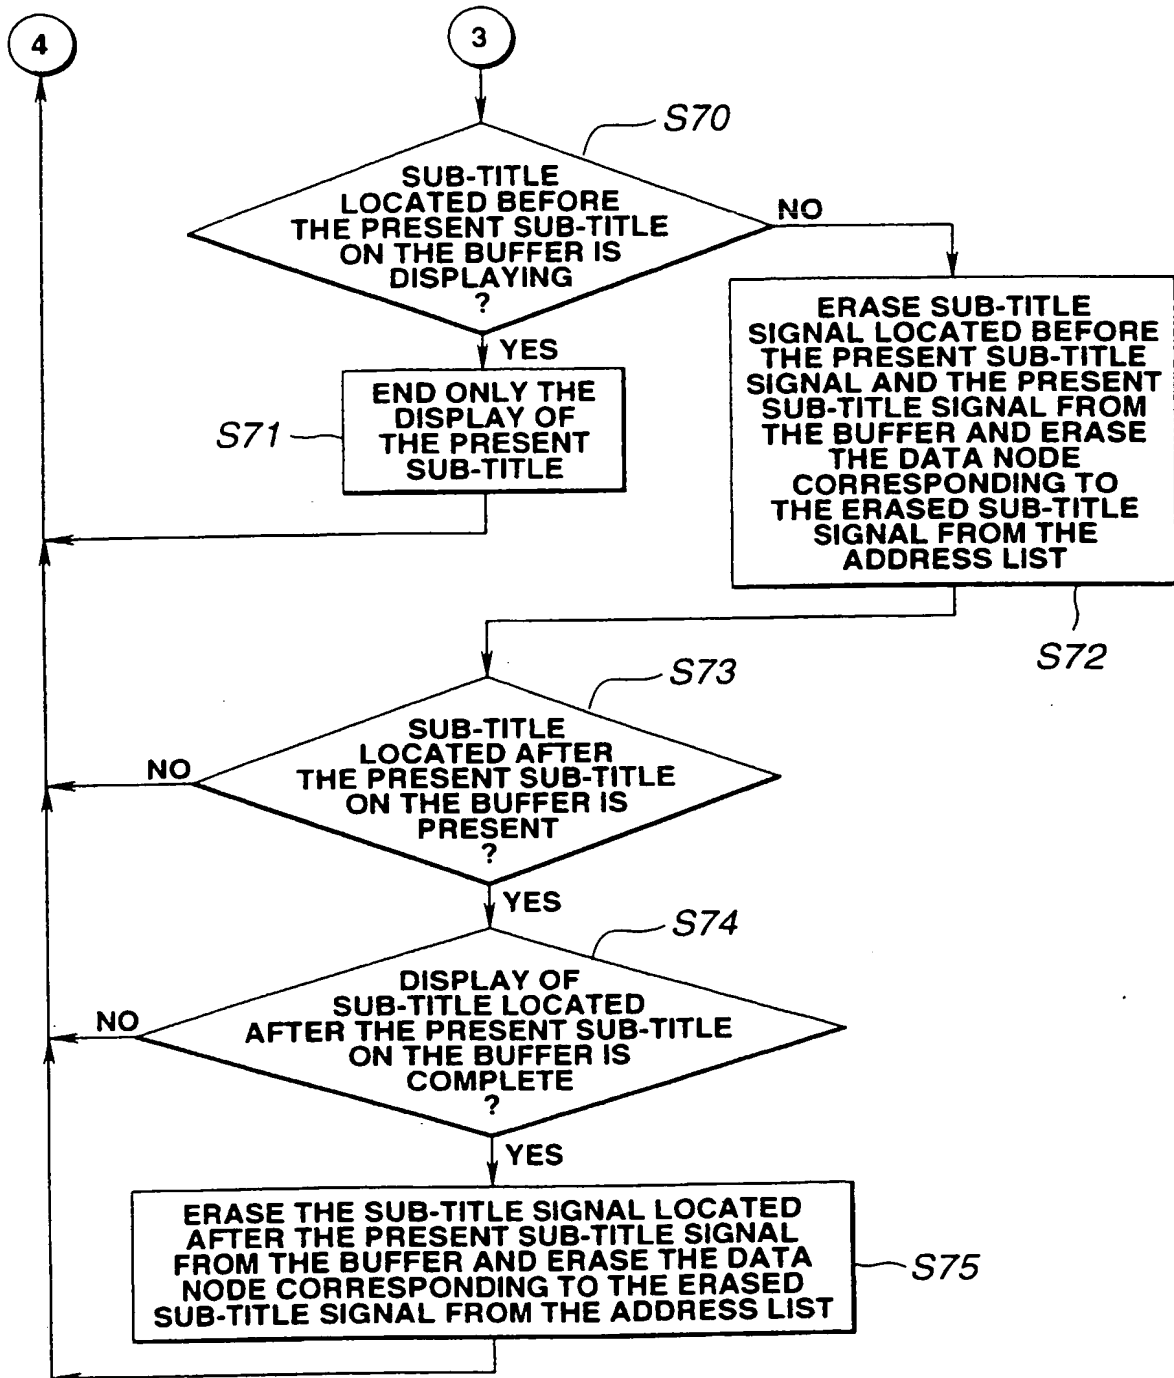 4
3
S70
SUB-TITLE
LOCATED BEFORE
THE PRESENT SUB-TITLE
ON THE BUFFER IS
DISPLAYING
?
NO
YES
END ONLY THE
DISPLAY OF
THE PRESENT
SUB-TITLE
S71
ERASE SUB-TITLE
SIGNAL LOCATED BEFORE
THE PRESENT SUB-TITLE
SIGNAL AND THE PRESENT
SUB-TITLE SIGNAL FROM
THE BUFFER AND ERASE
THE DATA NODE
CORRESPONDING TO
THE ERASED SUB-TITLE
SIGNAL FROM THE
ADDRESS LIST
S72
S73
SUB-TITLE
LOCATED AFTER
THE PRESENT SUB-TITLE
ON THE BUFFER IS
PRESENT
?
NO
YES
S74
DISPLAY OF
SUB-TITLE LOCATED
AFTER THE PRESENT SUB-TITLE
ON THE BUFFER IS
COMPLETE
?
NO
YES
ERASE THE SUB-TITLE SIGNAL LOCATED
AFTER THE PRESENT SUB-TITLE SIGNAL
FROM THE BUFFER AND ERASE THE DATA
NODE CORRESPONDING TO THE ERASED
SUB-TITLE SIGNAL FROM THE ADDRESS LIST
S75